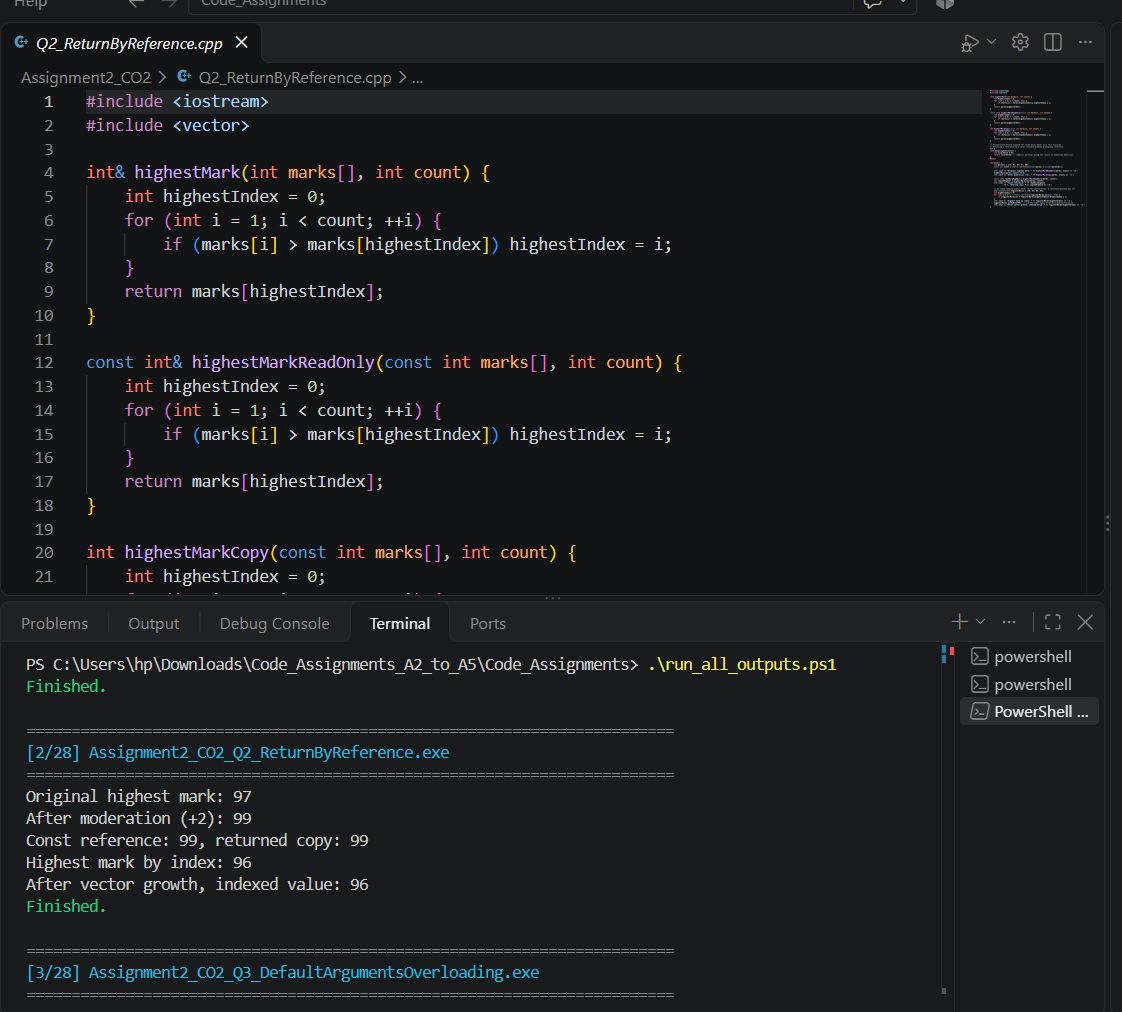 Help
Code_Assignments
Q2_ReturnByReference.cpp
Assignment2_CO2 > Q2_ReturnByReference.cpp > ...
1 #include <iostream>
2 #include <vector>
3
4 int& highestMark(int marks[], int count) {
5 int highestIndex = 0;
6 for (int i = 1; i < count; ++i) {
7 if (marks[i] > marks[highestIndex]) highestIndex = i;
8 }
9 return marks[highestIndex];
10 }
11
12 const int& highestMarkReadOnly(const int marks[], int count) {
13 int highestIndex = 0;
14 for (int i = 1; i < count; ++i) {
15 if (marks[i] > marks[highestIndex]) highestIndex = i;
16 }
17 return marks[highestIndex];
18 }
19
20 int highestMarkCopy(const int marks[], int count) {
21 int highestIndex = 0;
Problems Output Debug Console Terminal Ports
PS C:\Users\hp\Downloads\Code_Assignments_A2_to_A5\Code_Assignments> .\run_all_outputs.ps1
Finished.
========================================================================
[2/28] Assignment2_CO2_Q2_ReturnByReference.exe
========================================================================
Original highest mark: 97
After moderation (+2): 99
Const reference: 99, returned copy: 99
Highest mark by index: 96
After vector growth, indexed value: 96
Finished.
========================================================================
[3/28] Assignment2_CO2_Q3_DefaultArgumentsOverloading.exe
========================================================================
powershell
powershell
PowerShell ...